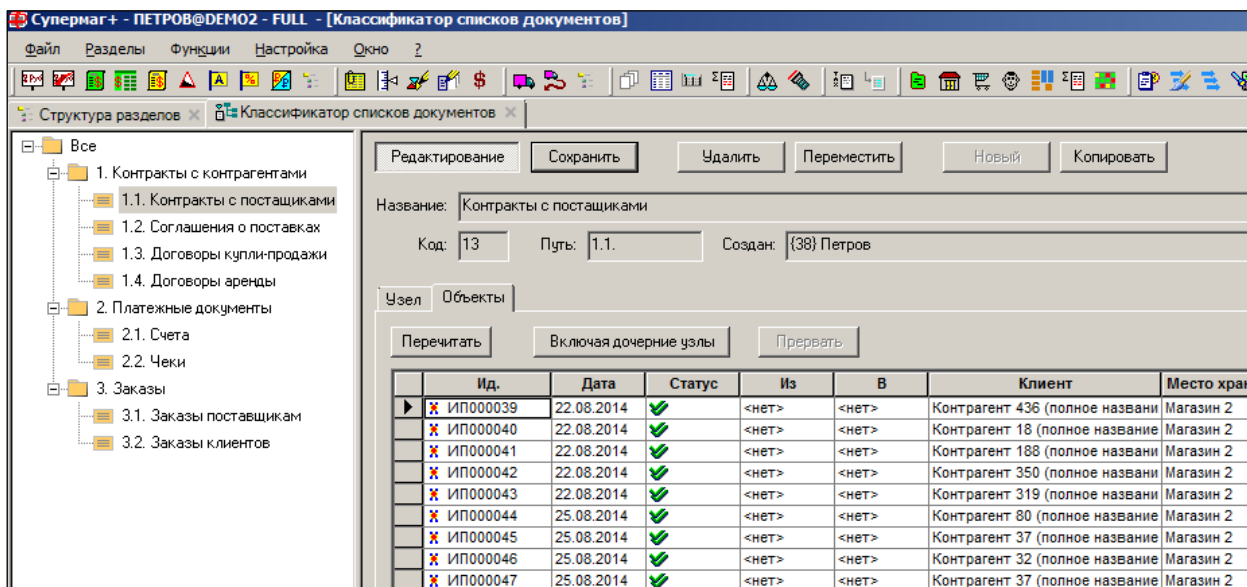 Супермаг+ - ПЕТРОВ@DEMO2 - FULL - [Классификатор списков документов]
Файл Разделы Функции Настройка Окно ?
Структура разделов Классификатор списков документов
Все
1. Контракты с контрагентами
1.1. Контракты с постащиками
1.2. Соглашения о поставках
1.3. Договоры купли-продажи
1.4. Договоры аренды
2. Платежные документы
2.1. Счета
2.2. Чеки
3. Заказы
3.1. Заказы поставщикам
3.2. Заказы клиентов
Редактирование Сохранить Удалить Переместить Новый Копировать
Название: Контракты с постащиками
Код: 13 Путь: 1.1. Создан: {38} Петров
Узел Объекты
Перечитать Включая дочерние узлы Прервать
Ид. Дата Статус Из В Клиент Место хран
ИП000039 22.08.2014 <нет> <нет> Контрагент 436 (полное названи Магазин 2
ИП000040 22.08.2014 <нет> <нет> Контрагент 18 (полное название Магазин 2
ИП000041 22.08.2014 <нет> <нет> Контрагент 188 (полное названи Магазин 2
ИП000042 22.08.2014 <нет> <нет> Контрагент 350 (полное названи Магазин 2
ИП000043 22.08.2014 <нет> <нет> Контрагент 319 (полное названи Магазин 2
ИП000044 25.08.2014 <нет> <нет> Контрагент 80 (полное название Магазин 2
ИП000045 25.08.2014 <нет> <нет> Контрагент 37 (полное название Магазин 2
ИП000046 25.08.2014 <нет> <нет> Контрагент 32 (полное название Магазин 2
ИП000047 25.08.2014 <нет> <нет> Контрагент 37 (полное название Магазин 2